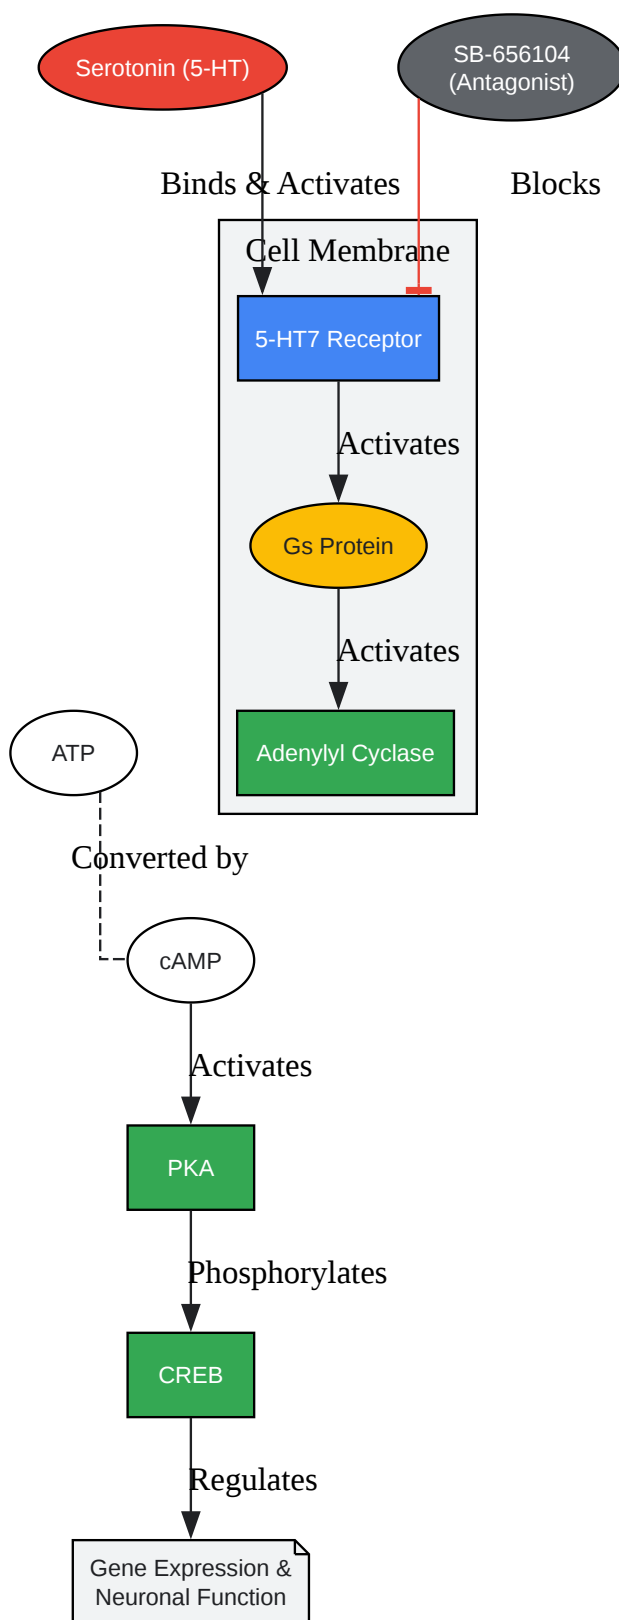 Serotonin (5-HT)
SB-656104
(Antagonist)
Binds & Activates
Blocks
Cell Membrane
5-HT7 Receptor
Activates
Gs Protein
Activates
Adenylyl Cyclase
ATP
Converted by
cAMP
Activates
PKA
Phosphorylates
CREB
Regulates
Gene Expression &
Neuronal Function